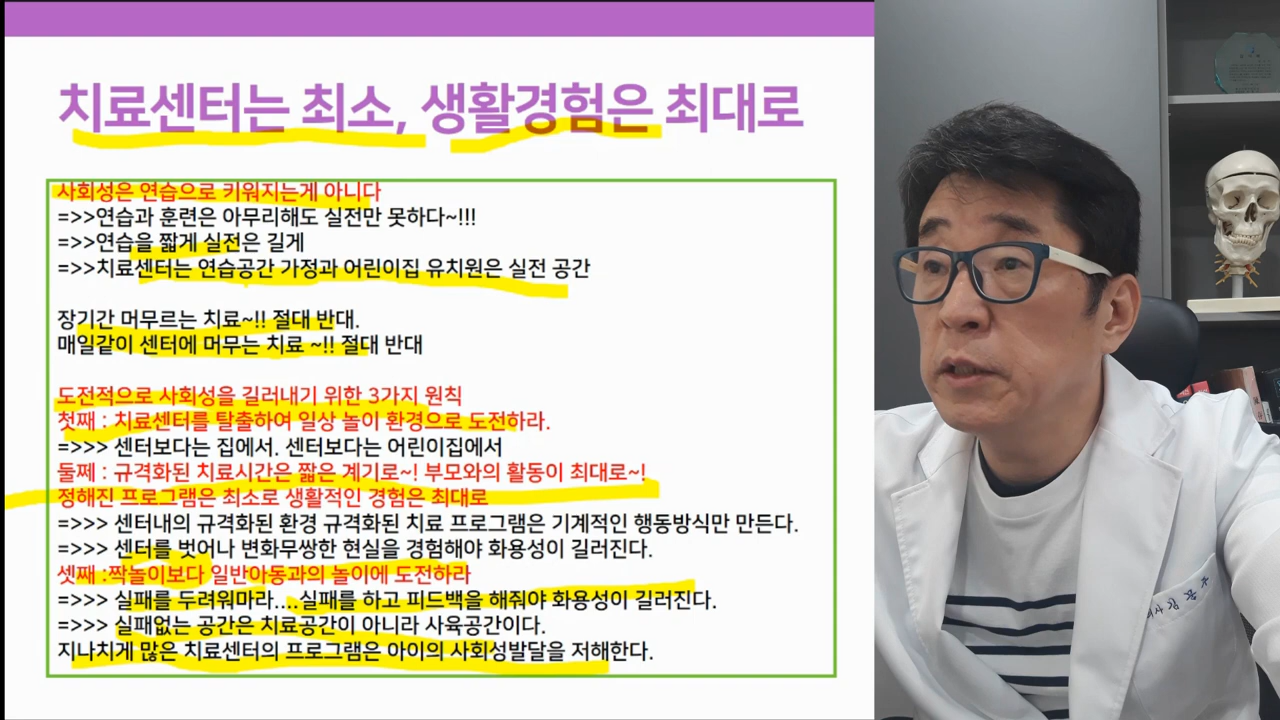 치료센터는 최소, 생활경험은 최대로
사회성은 연습으로 키워지는게 아니다
=>>연습과 훈련은 아무리해도 실전만 못하다~!!!
=>>연습을 짧게 실전은 길게
=>>치료센터는 연습공간 가정과 어린이집 유치원은 실전 공간
장기간 머무르는 치료~!! 절대 반대.
매일같이 센터에 머무는 치료 ~!! 절대 반대
도전적으로 사회성을 길러내기 위한 3가지 원칙
첫째 : 치료센터를 탈출하여 일상 놀이 환경으로 도전하라.
=>>> 센터보다는 집에서. 센터보다는 어린이집에서
둘쩨 : 규격화된 치료시간은 짧은 계기로~! 부모와의 활동이 최대로~!
정해진 프로그램은 최소로 생활적인 경험은 최대로
=>>> 센터내의 규격화된 환경 규격화된 치료 프로그램은 기계적인 행동방식만 만든다.
=>>> 센터를 벗어나 변화무쌍한 현실을 경험해야 화용성이 길러진다.
셋째 :짝놀이보다 일반아동과의 놀이에 도전하라
=>>> 실패를 두려워마라....실패를 하고 피드백을 해줘야 화용성이 길러진다.
=>>> 실패없는 공간은 치료공간이 아니라 사육공간이다.
지나치게 많은 치료센터의 프로그램은 아이의 사회성발달을 저해한다.